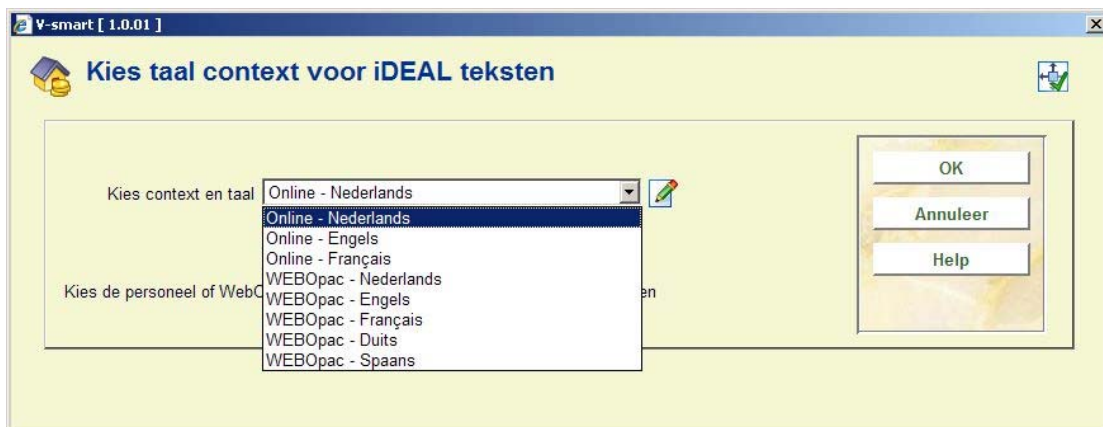 V-smart [ 1.0.01 ]
Kies taal context voor iDEAL teksten
Kies context en taal Online - Nederlands
Online - Nederlands
Online - Engels
Online - Français
WEBOpac - Nederlands
WEBOpac - Engels
WEBOpac - Français
WEBOpac - Duits
WEBOpac - Spaans
Kies de personeel of
OK
Annuleer
Help